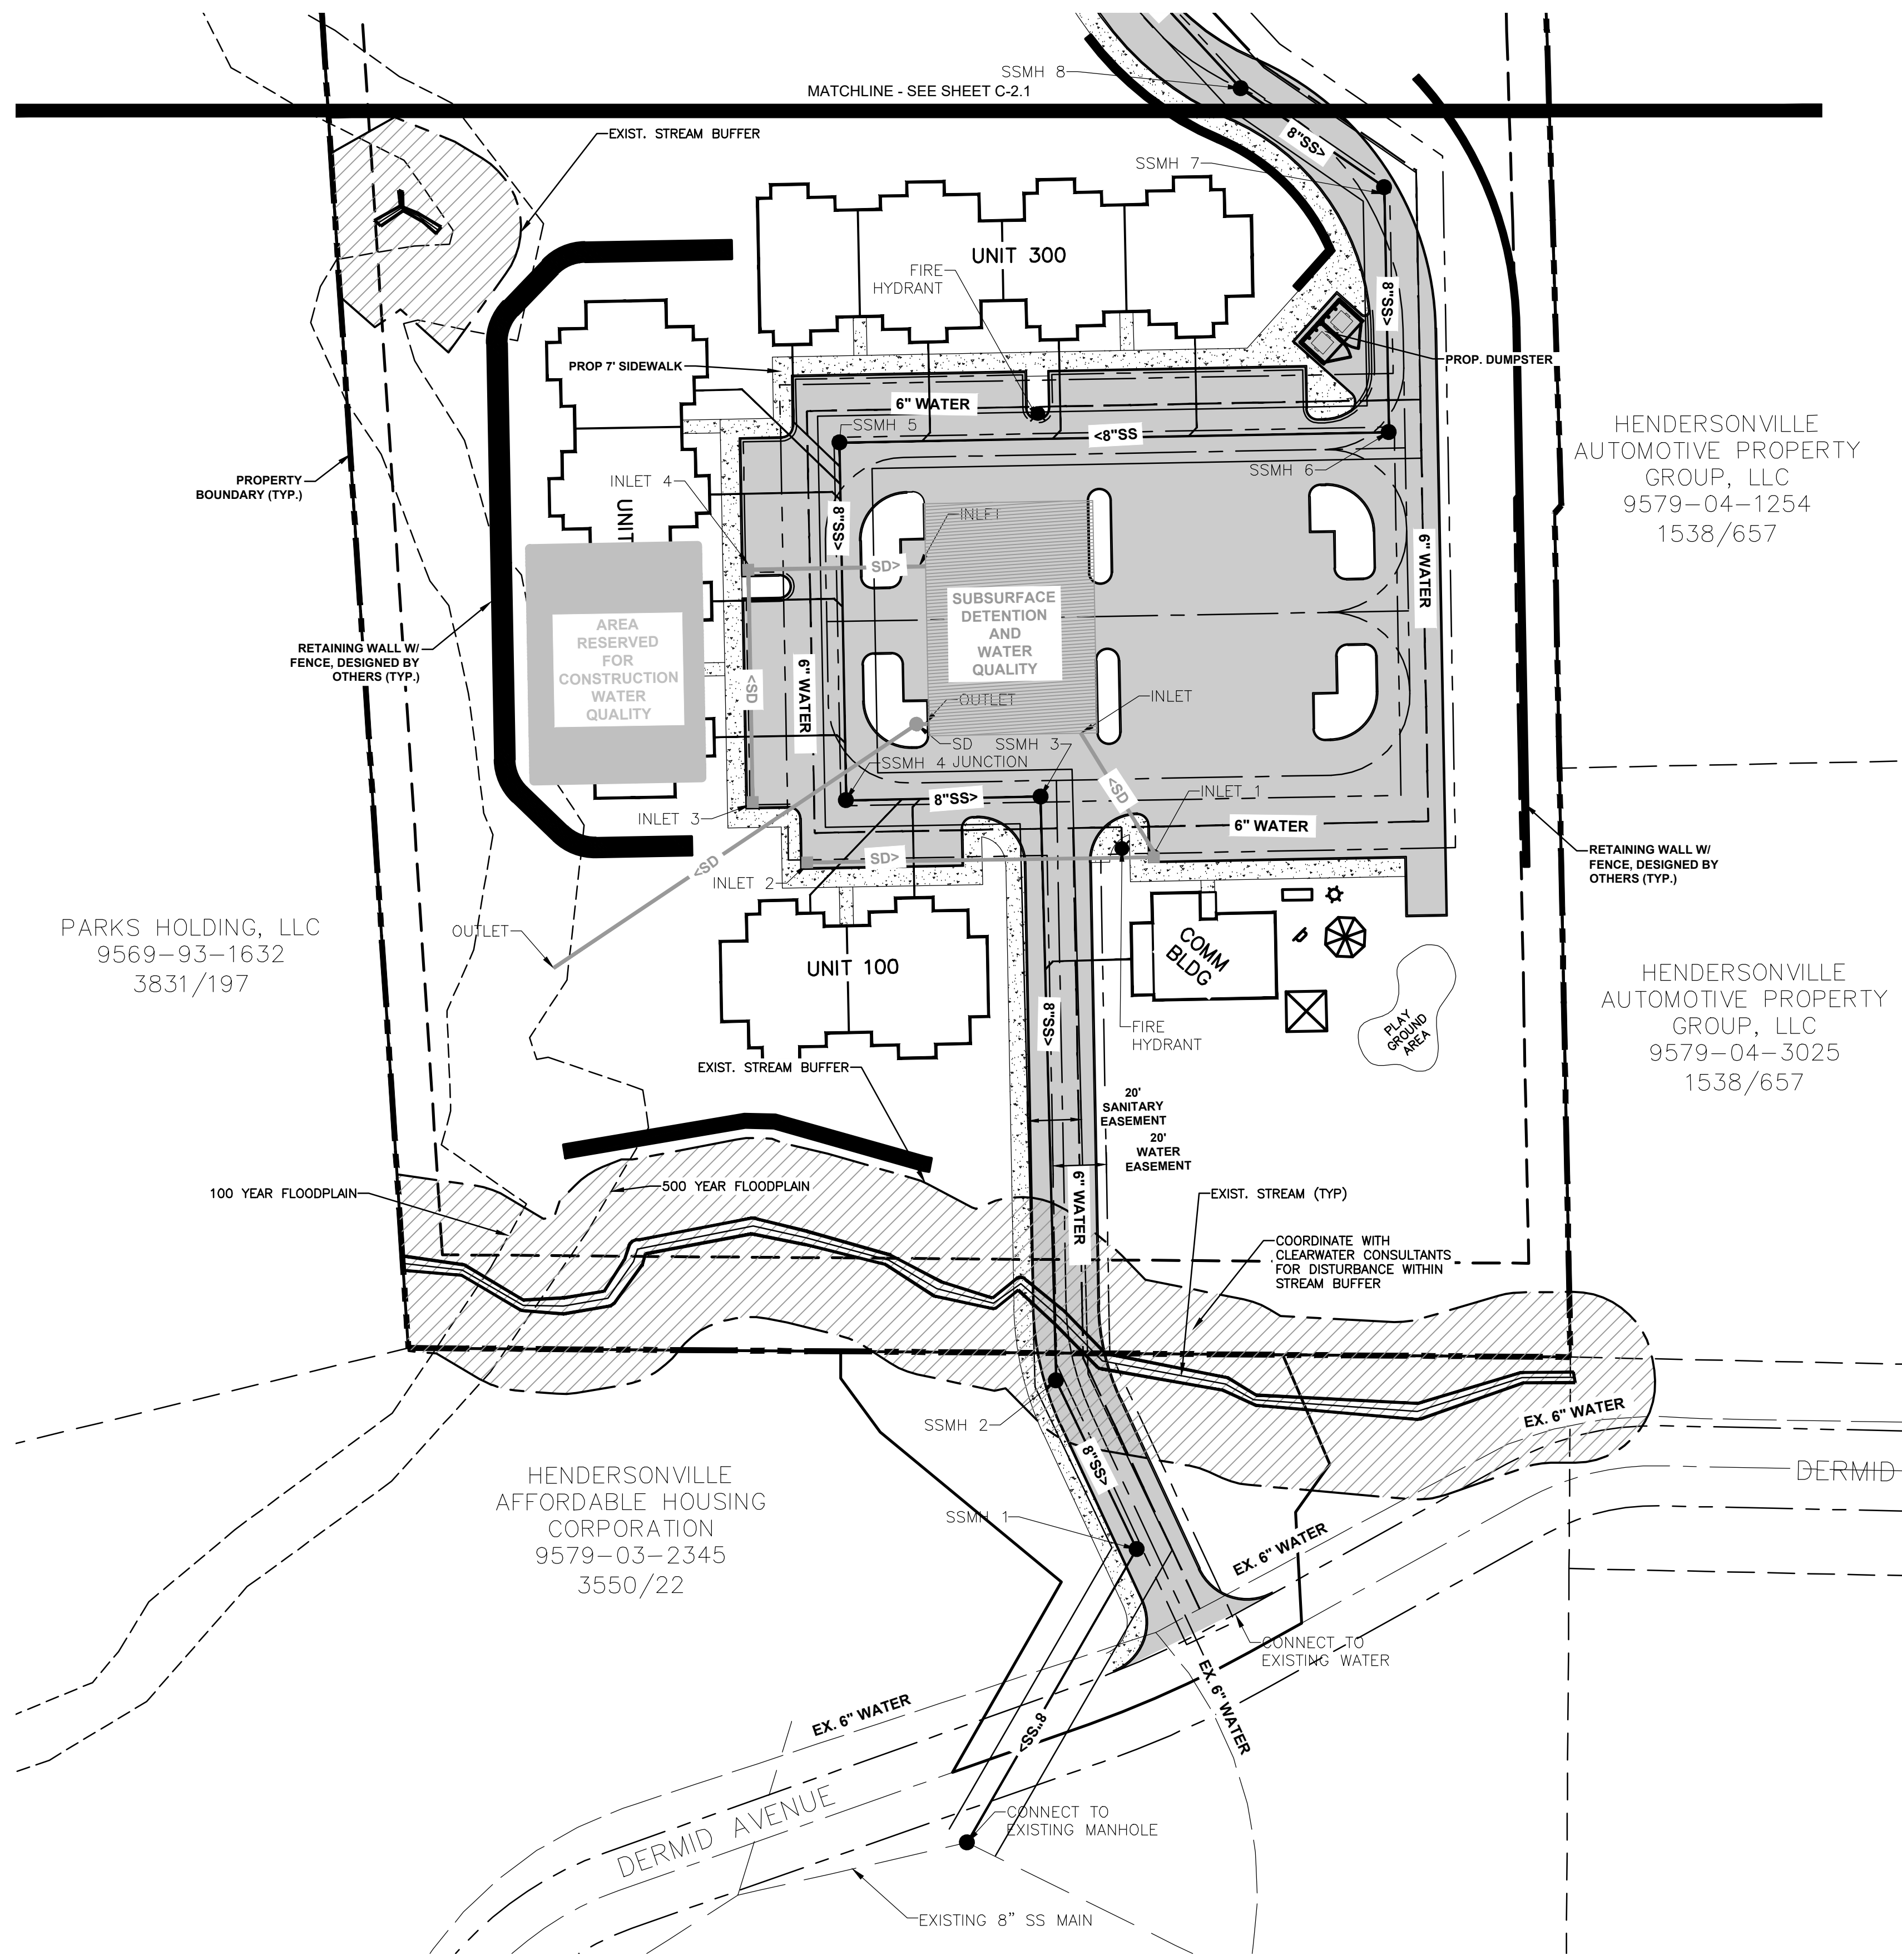 SSMH 8
MATCHLINE - SEE SHEET C-2.1
EXIST. STREAM BUFFER
8"SS>
SSMH 7
UNIT 300
FIRE
HYDRANT
8"SS>
PROP 7' SIDEWALK
PROP. DUMPSTER
6" WATER
SSMH 5
<8"SS
SSMH 6
HENDERSONVILLE
AUTOMOTIVE PROPERTY
GROUP, LLC
9579-04-1254
1538/657
PROPERTY
BOUNDARY (TYP.)
INLET 4
UNIT
8"SS>
INLET
SD>
6" WATER
SUBSURFACE
DETENTION
AND
WATER
QUALITY
AREA
RESERVED
FOR
CONSTRUCTION
WATER
QUALITY
RETAINING WALL W/
FENCE, DESIGNED BY
OTHERS (TYP.)
<SD
6" WATER
OUTLET
INLET
SD
JUNCTION
SSMH 3
SSMH 4
8"SS>
<SD
INLET 1
INLET 3
6" WATER
<SD
SD>
INLET 2
RETAINING WALL W/
FENCE, DESIGNED BY
OTHERS (TYP.)
PARKS HOLDING, LLC
9569-93-1632
3831/197
OUTLET
UNIT 100
COMM
BLDG
HENDERSONVILLE
AUTOMOTIVE PROPERTY
GROUP, LLC
9579-04-3025
1538/657
8"SS>
FIRE
HYDRANT
PLAY
GROUND
AREA
EXIST. STREAM BUFFER
20'
SANITARY
EASEMENT
20'
WATER
EASEMENT
100 YEAR FLOODPLAIN
500 YEAR FLOODPLAIN
6" WATER
EXIST. STREAM (TYP)
COORDINATE WITH
CLEARWATER CONSULTANTS
FOR DISTURBANCE WITHIN
STREAM BUFFER
SSMH 2
EX. 6" WATER
8"SS>
DERMID
HENDERSONVILLE
AFFORDABLE HOUSING
CORPORATION
9579-03-2345
3550/22
SSMH 1
EX. 6" WATER
CONNECT TO
EXISTING WATER
EX. 6" WATER
EX. 6" WATER
8"SS>
DERMID AVENUE
CONNECT TO
EXISTING MANHOLE
EXISTING 8" SS MAIN